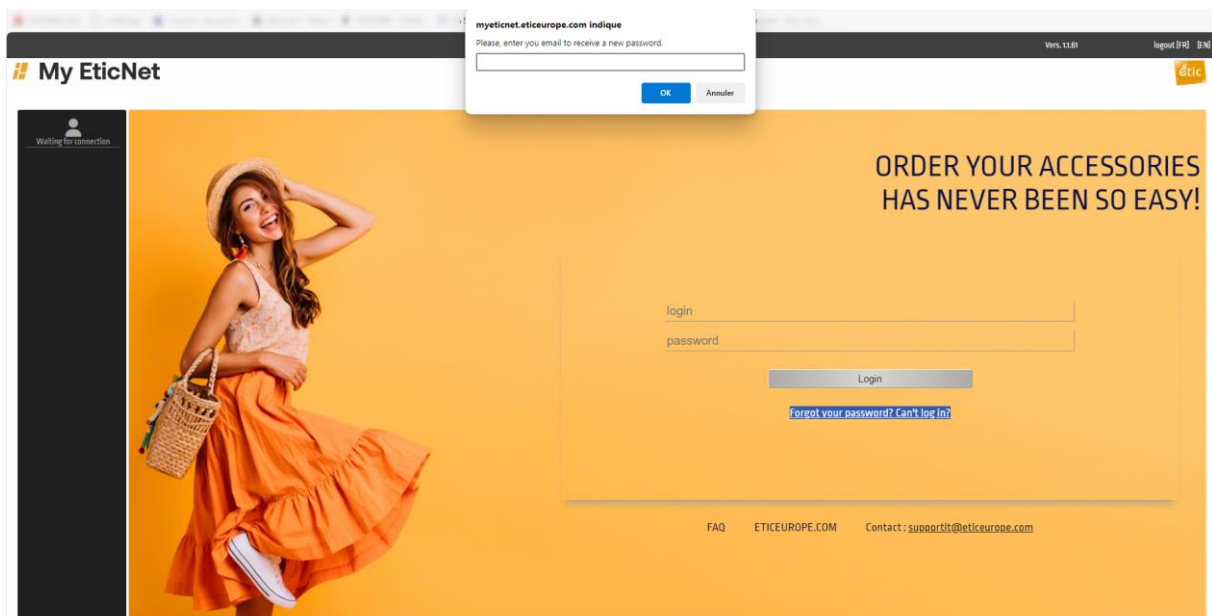 myeticnet.eticeurope.com indique
Please, enter you email to receive a new password.
OK Annuler
Vers. 1.1.61 logout [FR] [EN]
My EticNet
étic
Waiting for connection
ORDER YOUR ACCESSORIES
HAS NEVER BEEN SO EASY!
login
password
Login
Forgot your password? Can't log in?
FAQ ETICEUROPE.COM Contact : supportit@eticeurope.com